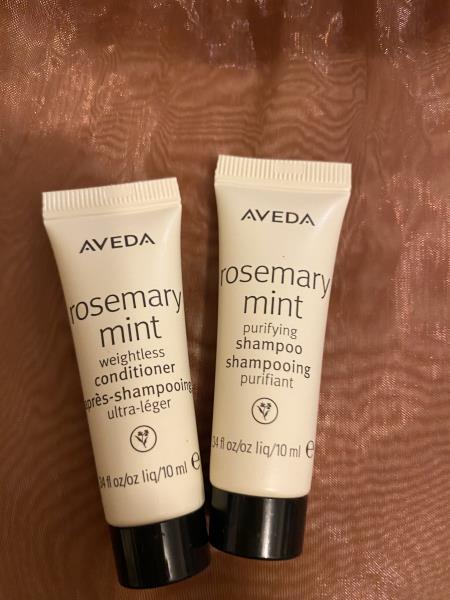 AVEDA
rosemary
mint
weightless
conditioner
après-shampooing
ultra-léger
.34 fl oz/oz liq/10 ml e
AVEDA
rosemary
mint
purifying
shampoo
shampooing
purifiant
.34 fl oz/oz liq/10 ml e